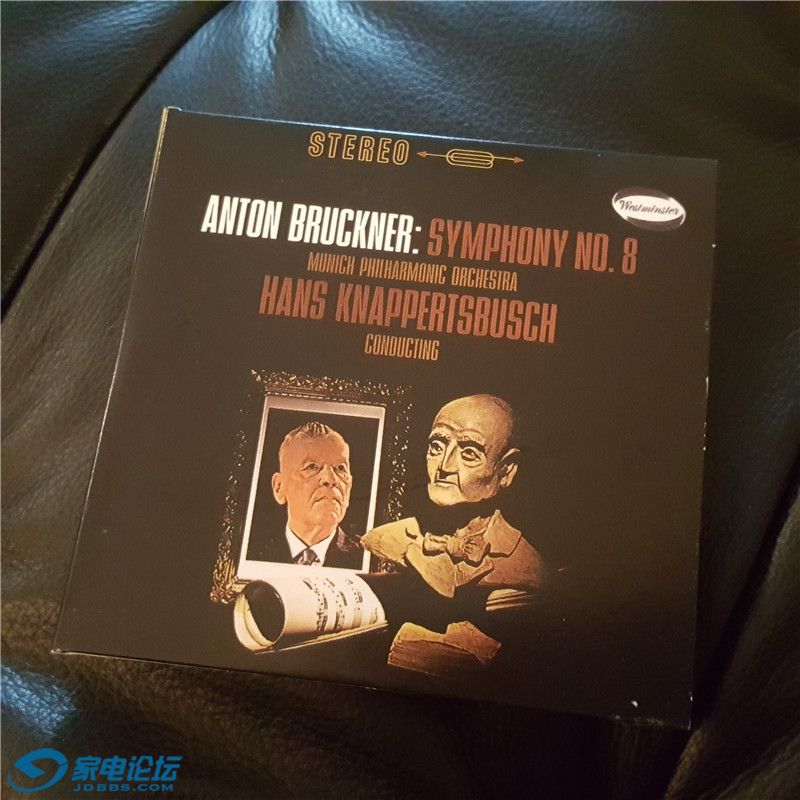 STEREO
Westminster
ANTON BRUCKNER: SYMPHONY NO. 8
MUNICH PHILHARMONIC ORCHESTRA
HANS KNAPPERTSBUSCH
CONDUCTING
家电论坛
JDBBS.COM